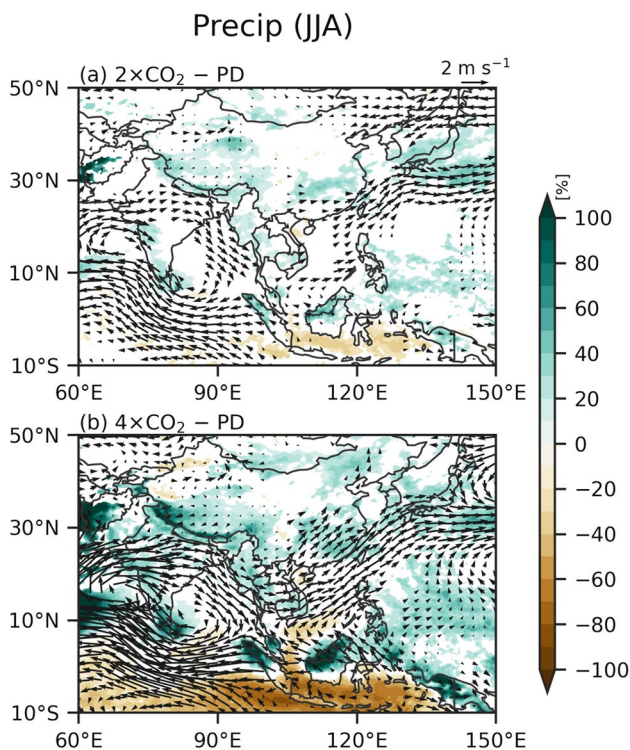 Precip (JJA)
(a) 2×CO₂ − PD
2 m s⁻¹
50°N
30°N
10°N
10°S
60°E 90°E 120°E 150°E
(b) 4×CO₂ − PD
50°N
30°N
10°N
10°S
60°E 90°E 120°E 150°E
[%]
100
80
60
40
20
0
−20
−40
−60
−80
−100